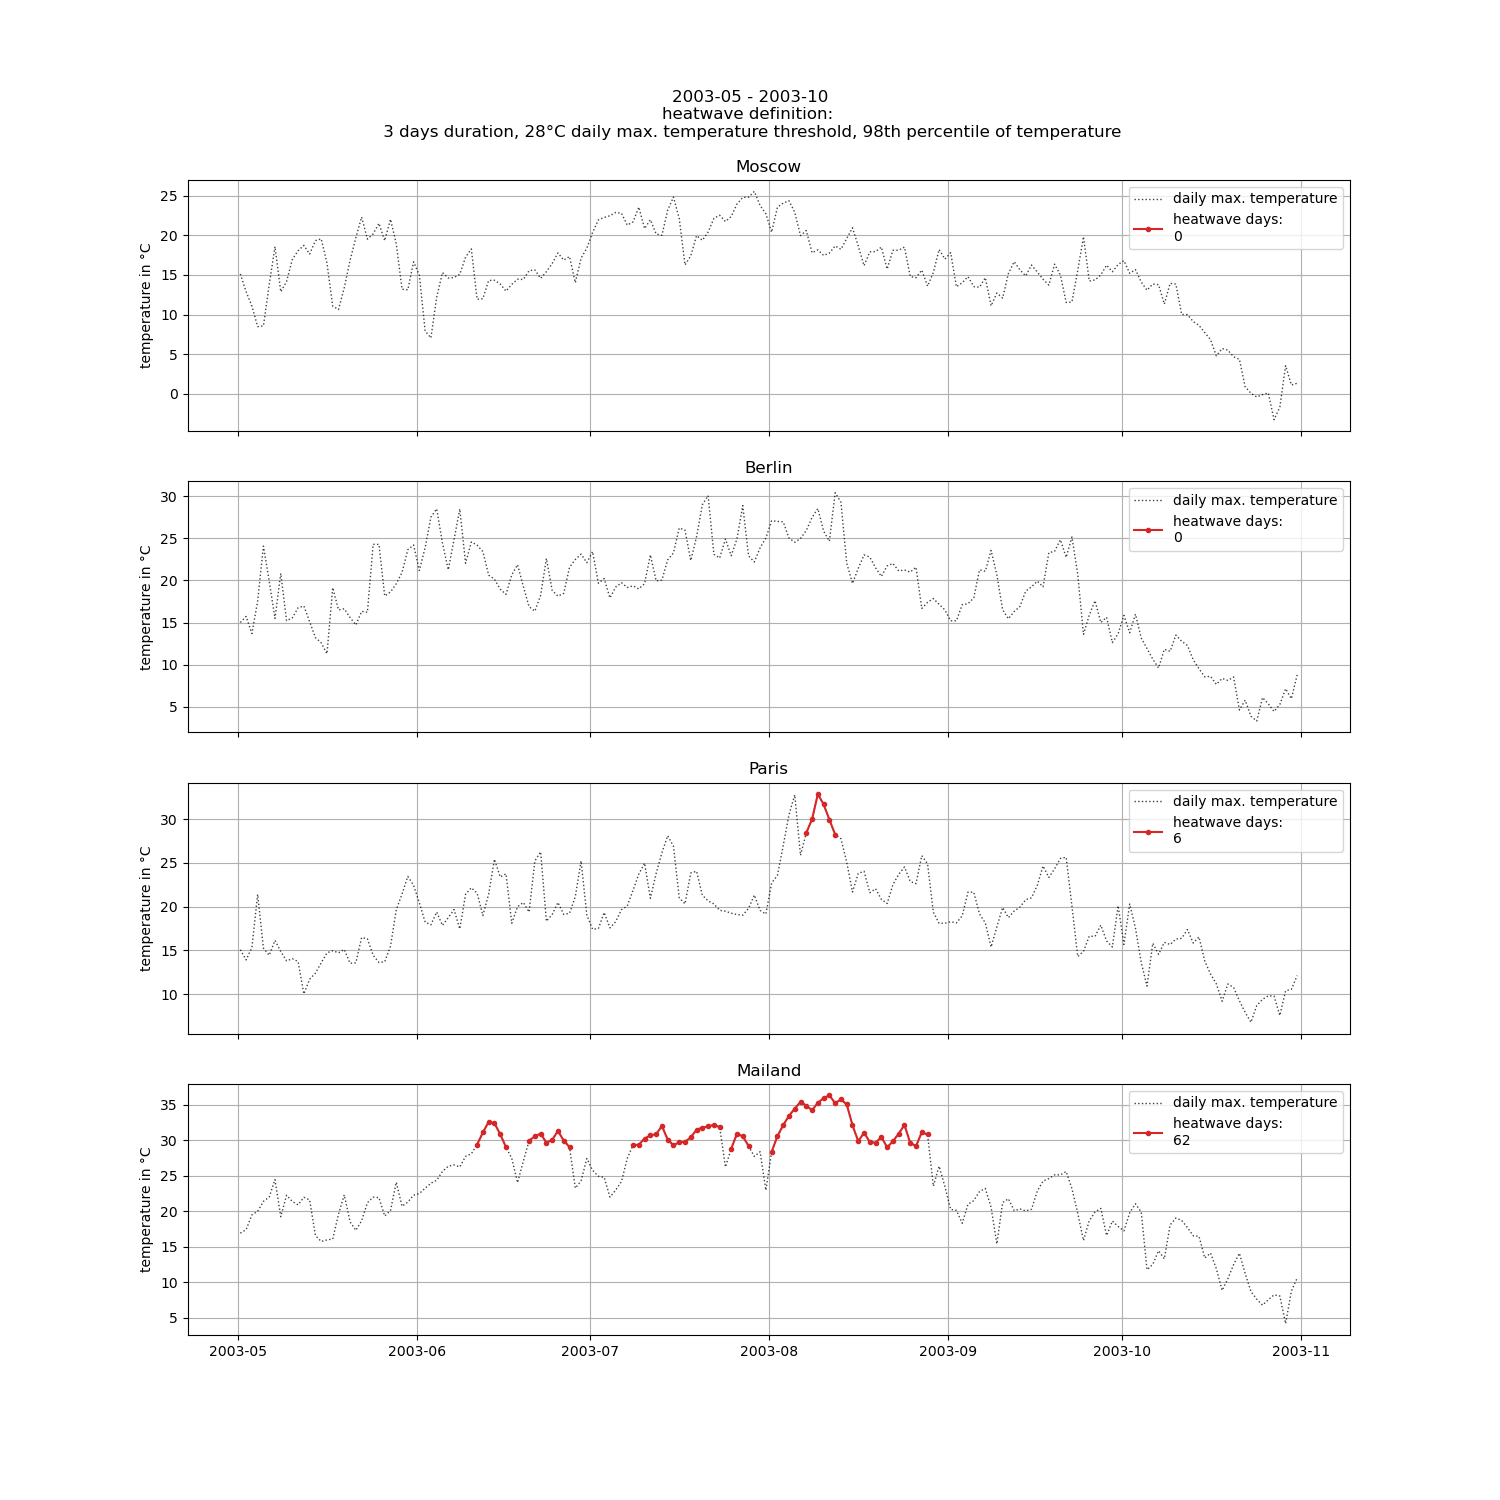 2003-05 - 2003-10
heatwave definition:
3 days duration, 28°C daily max. temperature threshold, 98th percentile of temperature
Moscow
temperature in °C
25
20
15
10
5
0
daily max. temperature
heatwave days:
0
Berlin
temperature in °C
30
25
20
15
10
5
daily max. temperature
heatwave days:
0
Paris
temperature in °C
30
25
20
15
10
daily max. temperature
heatwave days:
6
Mailand
temperature in °C
35
30
25
20
15
10
5
daily max. temperature
heatwave days:
62
2003-05 2003-06 2003-07 2003-08 2003-09 2003-10 2003-11